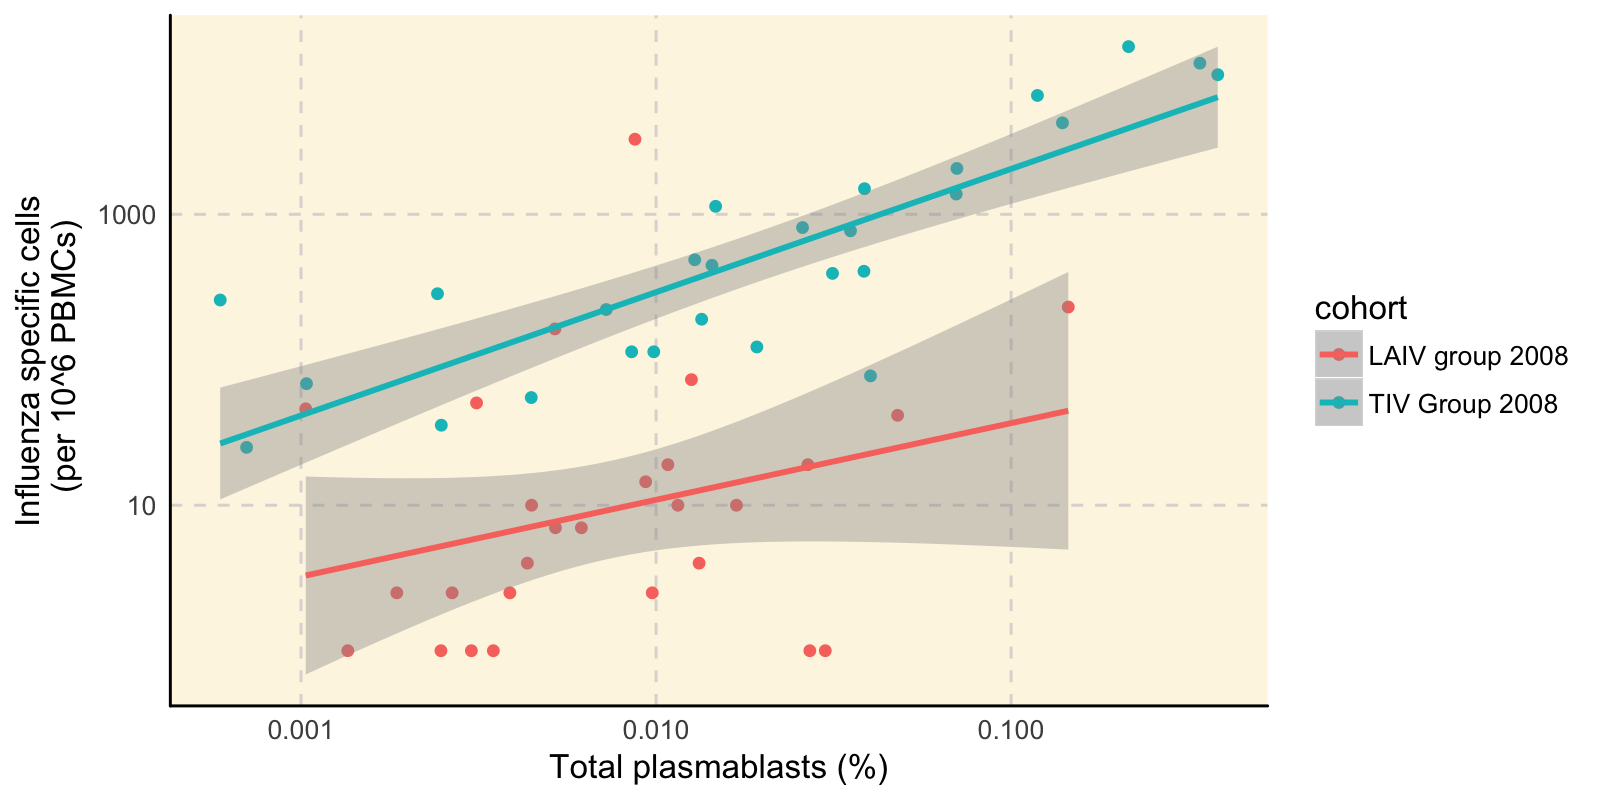 Influenza specific cells
(per 10^6 PBMCs)
1000
10
0.001
0.010
0.100
Total plasmablasts (%)
cohort
LAIV group 2008
TIV Group 2008